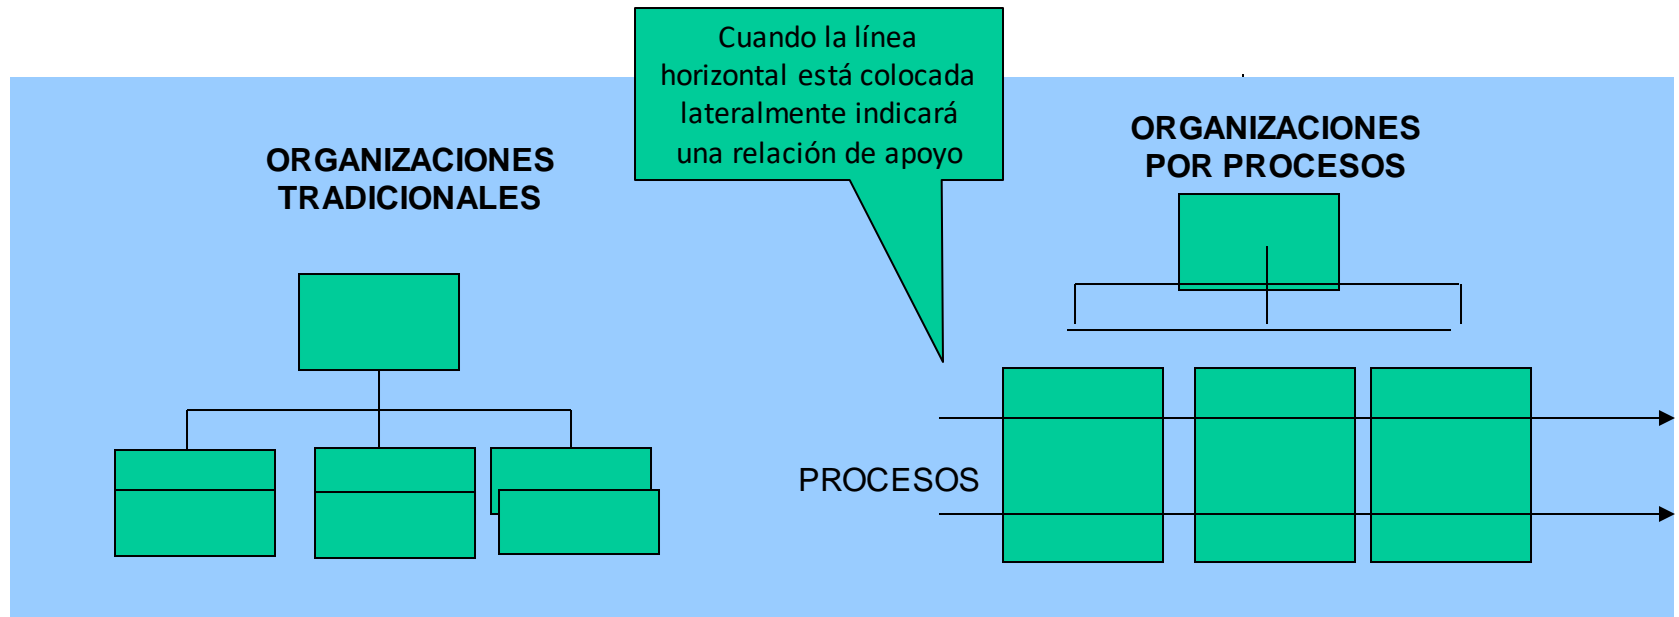 Cuando la línea
horizontal está colocada
lateralmente indicará
una relación de apoyo
ORGANIZACIONES
TRADICIONALES
ORGANIZACIONES
POR PROCESOS
PROCESOS